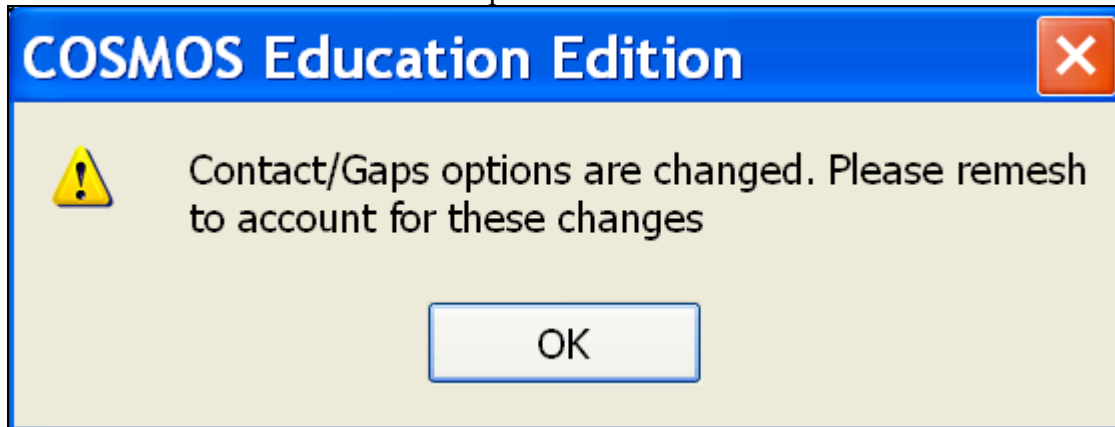 COSMOS Education Edition
Contact/Gaps options are changed. Please remesh
to account for these changes
OK